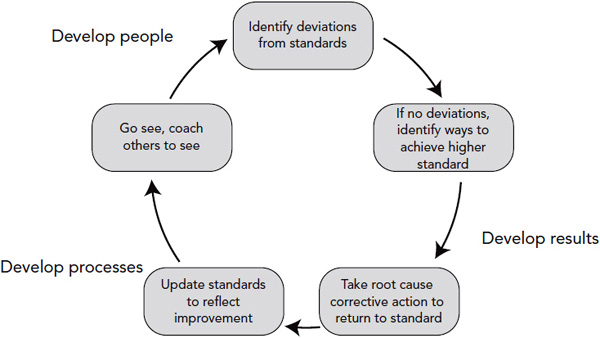 Develop people
Identify deviations
from standards
If no deviations,
identify ways to
achieve higher
standard
Develop results
Take root cause
corrective action to
return to standard
Update standards
to reflect
improvement
Develop processes
Go see, coach
others to see